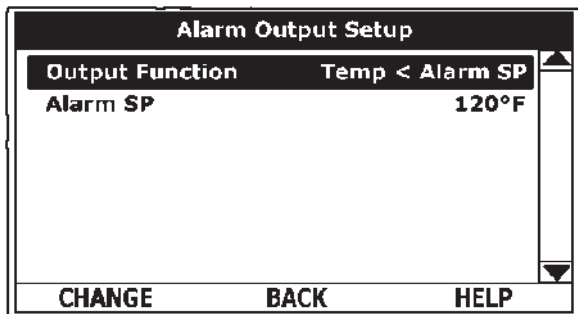 Alarm Output Setup
Output Function Temp < Alarm SP
Alarm SP 120°F
CHANGE BACK HELP